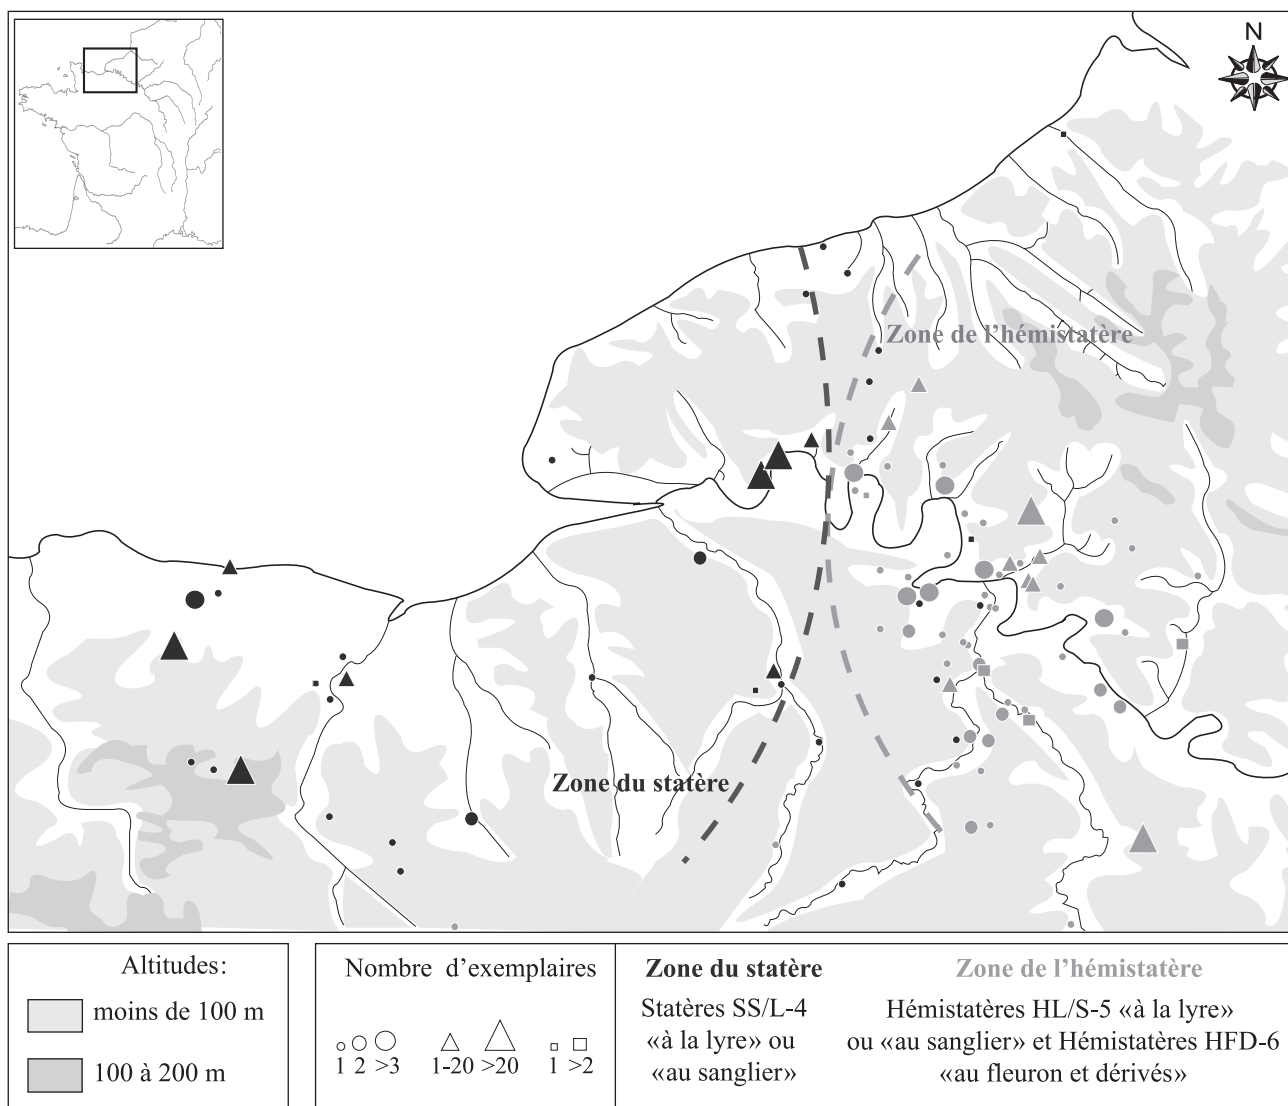 N
Zone de l’hémistatère
Zone du statère
Altitudes:
moins de 100 m
100 à 200 m
Nombre d’exemplaires
1 2 >3 1-20 >20 1 >2
Zone du statère
Statères SS/L-4
«à la lyre» ou
«au sanglier»
Zone de l’hémistatère
Hémistatères HL/S-5 «à la lyre»
ou «au sanglier» et Hémistatères HFD-6
«au fleuron et dérivés»